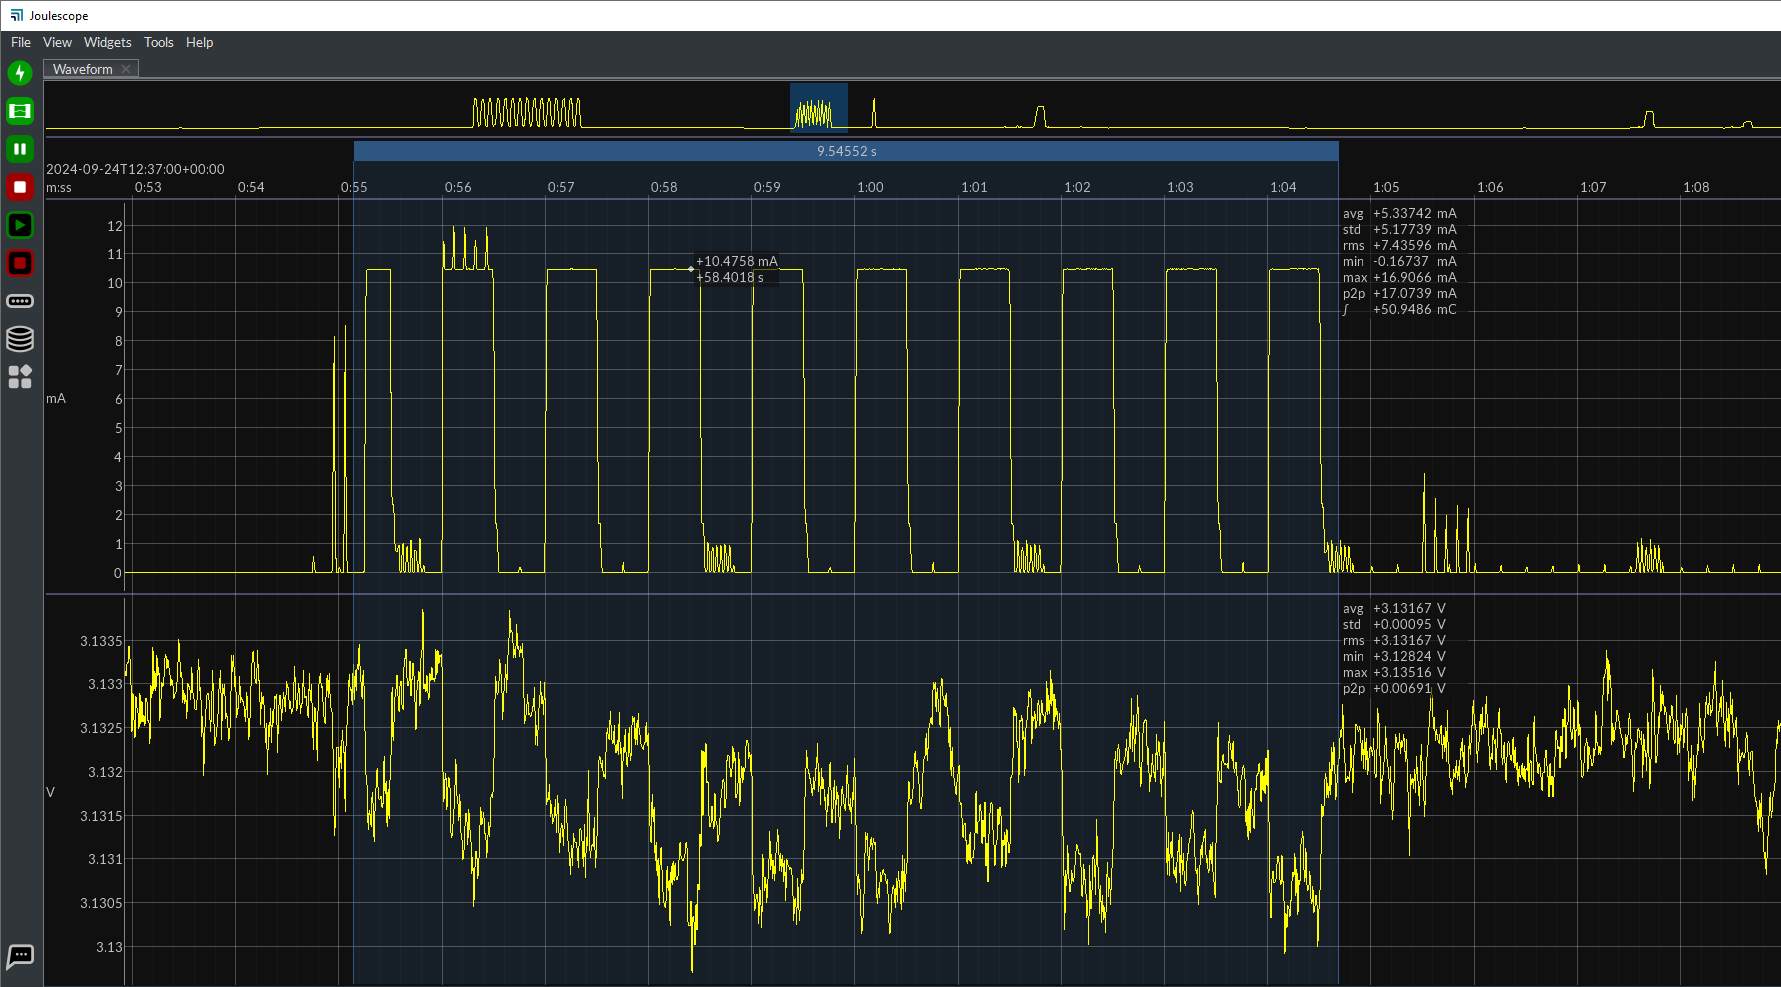 Joulescope
File View Widgets Tools Help
Waveform
9.54552 s
2024-09-24T12:37:00+00:00
m:ss 0:53 0:54 0:55 0:56 0:57 0:58 0:59 1:00 1:01 1:02 1:03 1:04 1:05 1:06 1:07 1:08
12
11
10
9
8
7
6
5
4
3
2
1
0
mA
+10.4758 mA
+58.4018 s
avg +5.33742 mA
std +5.17739 mA
rms +7.43596 mA
min -0.16737 mA
max +16.9066 mA
p2p +17.0739 mA
∫ +50.9486 mC
3.1335
3.133
3.1325
3.132
3.1315
3.131
3.1305
3.13
V
avg +3.13167 V
std +0.00095 V
rms +3.13167 V
min +3.12824 V
max +3.13516 V
p2p +0.00691 V